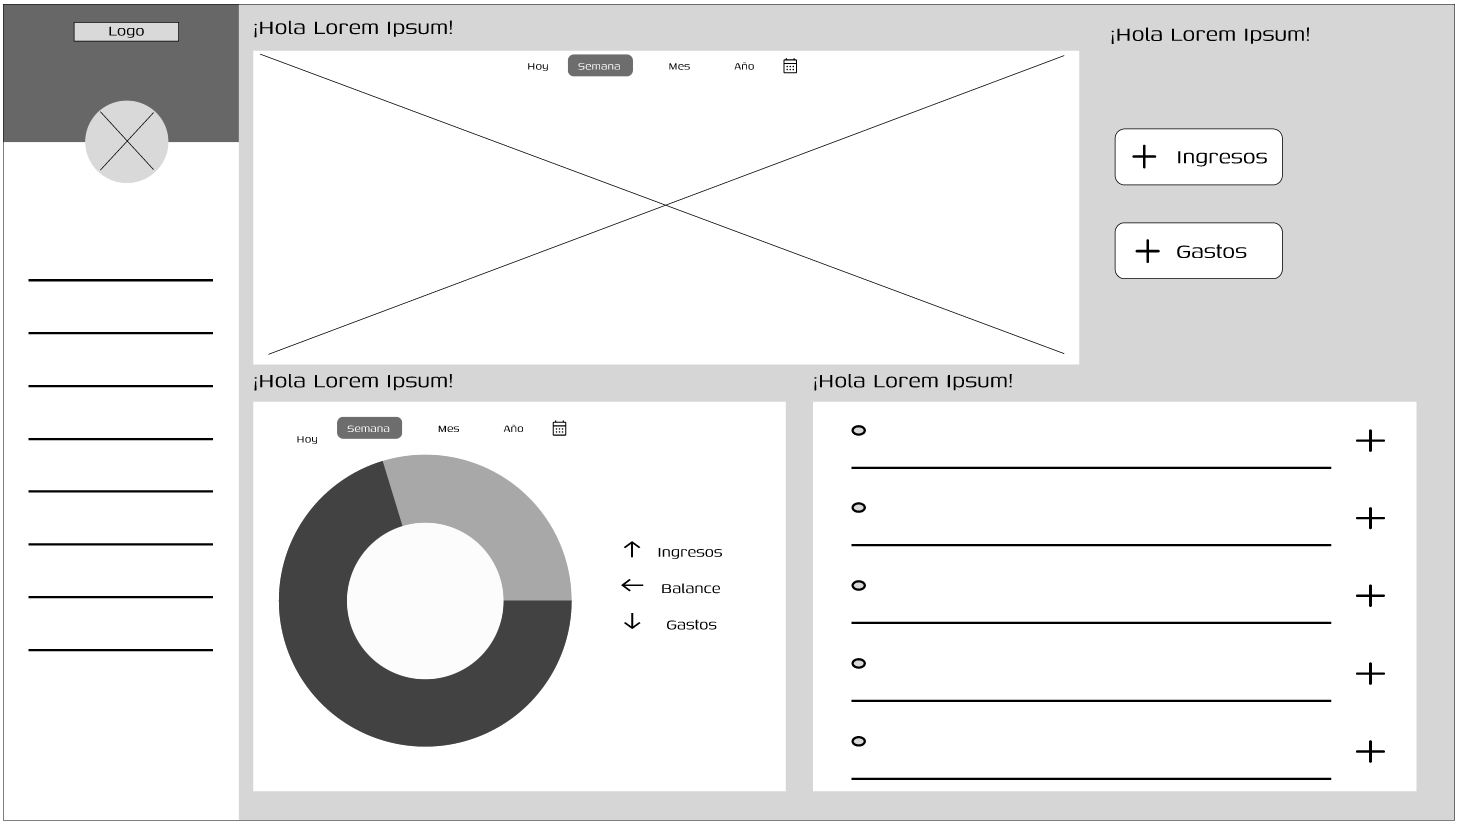 Logo
¡Hola Lorem Ipsum!
Hoy Semana Mes Año
¡Hola Lorem Ipsum!
Ingresos
Gastos
¡Hola Lorem Ipsum!
Hoy Semana Mes Año
Ingresos
Balance
Gastos
¡Hola Lorem Ipsum!